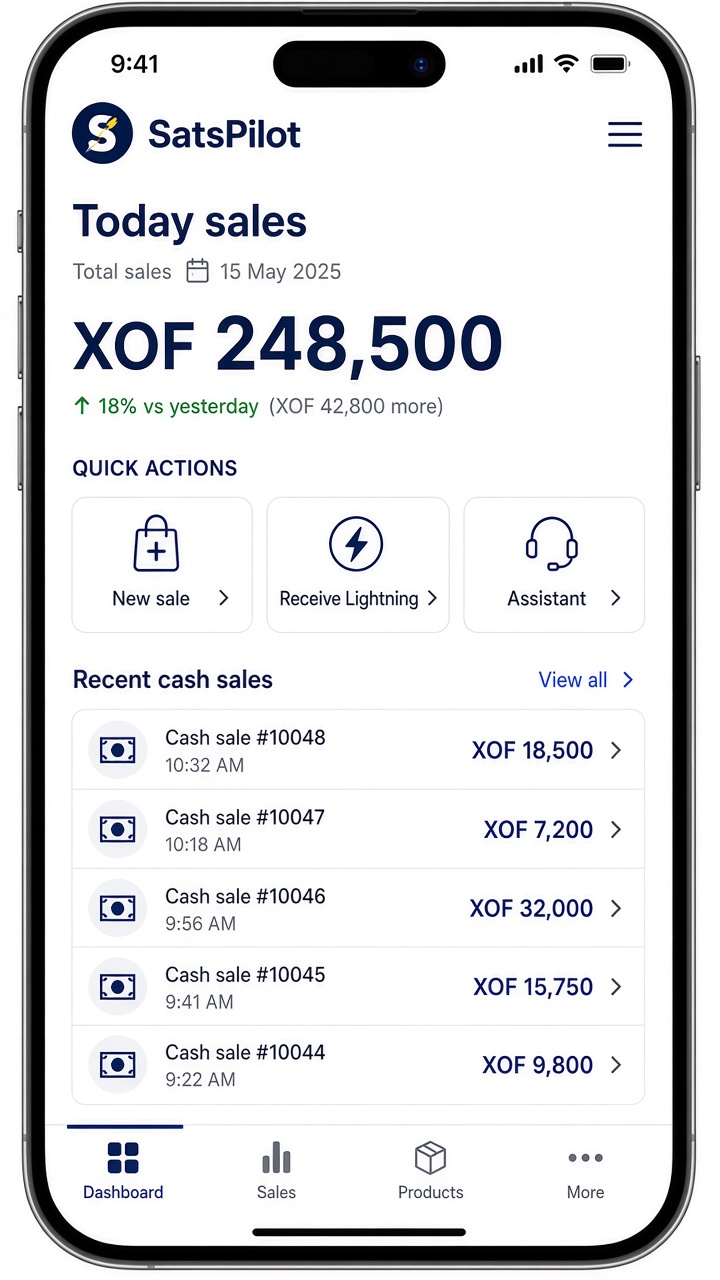 9:41
SatsPilot
Today sales
Total sales 15 May 2025
XOF 248,500
↑ 18% vs yesterday (XOF 42,800 more)
QUICK ACTIONS
New sale
Receive Lightning
Assistant
Recent cash sales
View all
Cash sale #10048
10:32 AM
XOF 18,500
Cash sale #10047
10:18 AM
XOF 7,200
Cash sale #10046
9:56 AM
XOF 32,000
Cash sale #10045
9:41 AM
XOF 15,750
Cash sale #10044
9:22 AM
XOF 9,800
Dashboard
Sales
Products
More